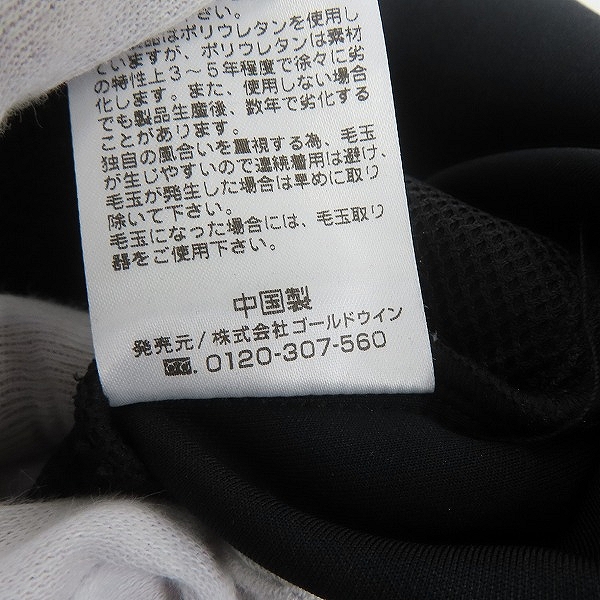 下さい。
品はポリウレタンを使用し
ていますが、ポリウレタンは素材
の特性上3～5年程度で徐々に劣
化します。また、使用しない場合
でも製品生産後、数年で劣化する
ことがあります。
独自の風合いを重視する為、毛玉
が生じやすいので連続着用は避け、
毛玉が発生した場合は早めに取り
除いて下さい。
毛玉になった場合には、毛玉取り
器をご使用下さい。
中国製
発売元/株式会社ゴールドウイン
0120-307-560